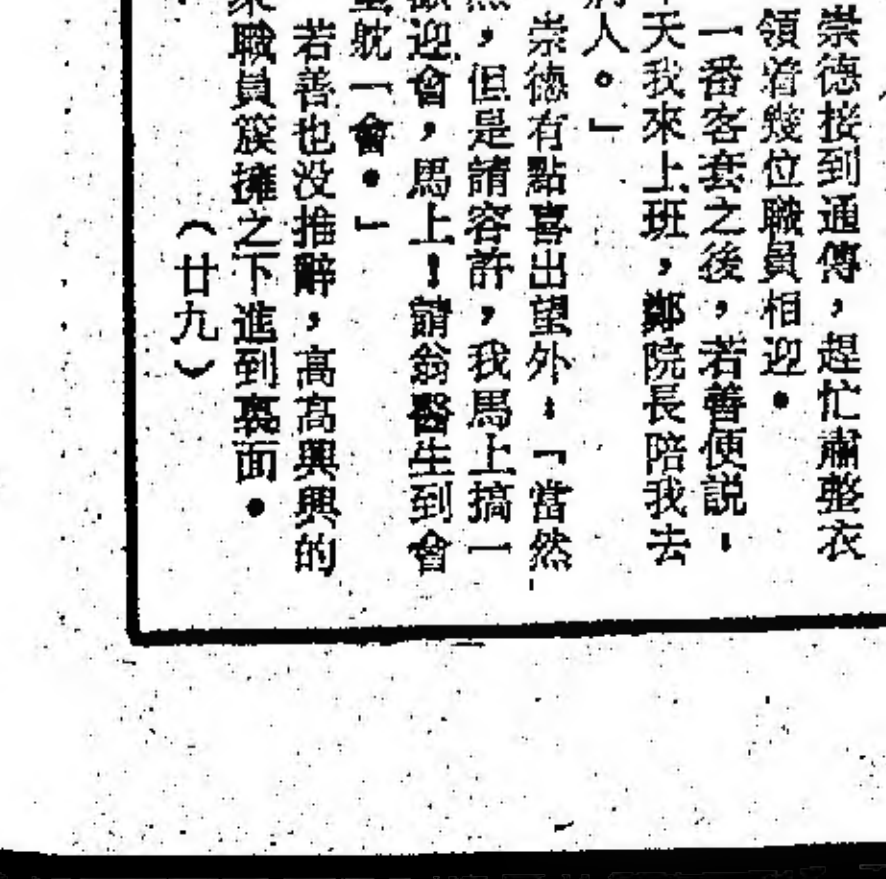 崇德接到通傳，趕忙肅整衣
領着幾位職員相迎。
一番客套之後，若善便説：
天我來上班，鄭院長陪我去
病人。」
崇德有點喜出望外：「當然
，但是請容許，我馬上搞一
歡迎會，馬上！請翁醫生到會
一會。」
若善也没推辭，高高興興的
職員簇擁之下進到裏面。
（廿九）